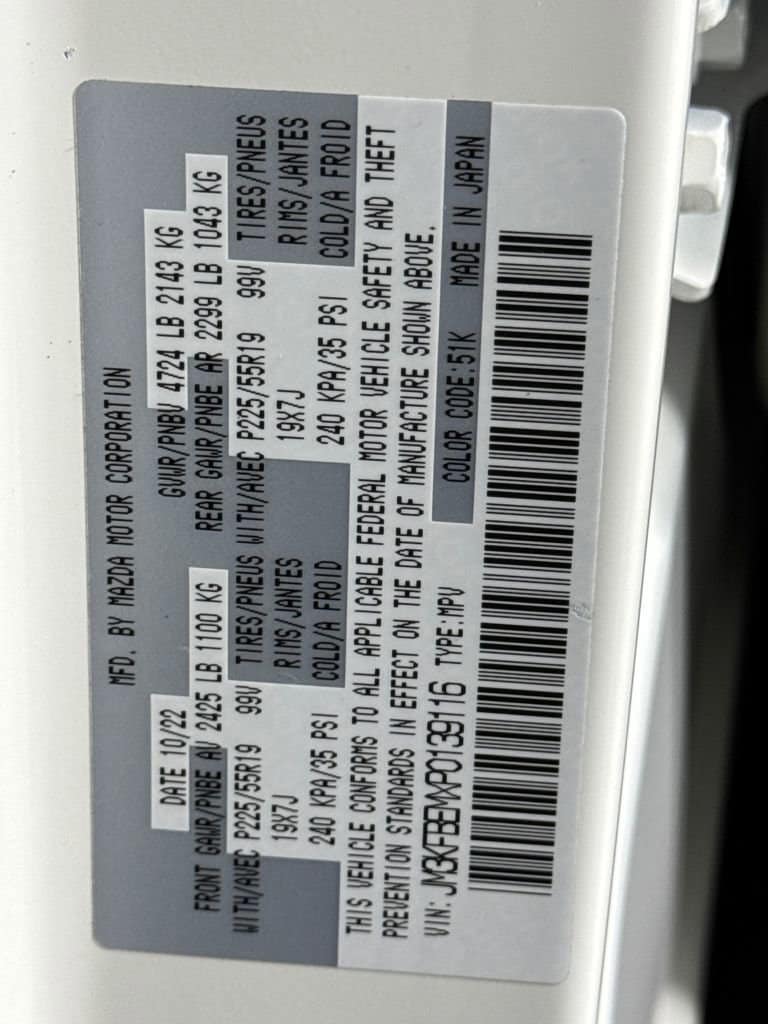 MFD. BY MAZDA MOTOR CORPORATION
DATE 10/22 GVWR/PNBV 4724 LB 2143 KG
FRONT GAWR/PNBE AV 2425 LB 1100 KG REAR GAWR/PNBE AR 2299 LB 1043 KG
WITH/AVEC P225/55R19 99V TIRES/PNEUS WITH/AVEC P225/55R19 99V TIRES/PNEUS
19X7J RIMS/JANTES 19X7J RIMS/JANTES
240 KPA/35 PSI COLD/A FROID 240 KPA/35 PSI COLD/A FROID
THIS VEHICLE CONFORMS TO ALL APPLICABLE FEDERAL MOTOR VEHICLE SAFETY AND THEFT
PREVENTION STANDARDS IN EFFECT ON THE DATE OF MANUFACTURE SHOWN ABOVE.
VIN: JM3KFBEMXP0139116 TYPE:MPV COLOR CODE:51K MADE IN JAPAN